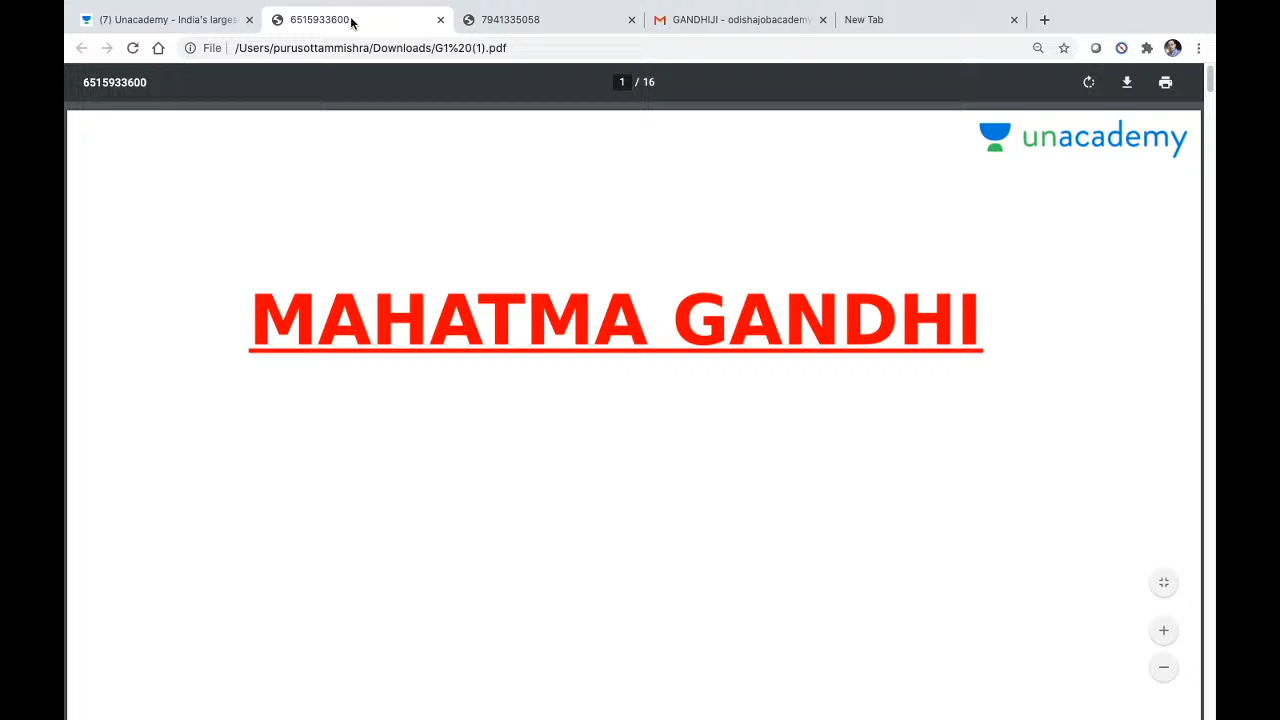 (7) Unacademy - India's larges
6515933600
7941335058
GANDHIJI - odishajobacademy
New Tab
File
/Users/purusottammishra/Downloads/G1%20(1).pdf
6515933600
1 / 16
unacademy
MAHATMA GANDHI